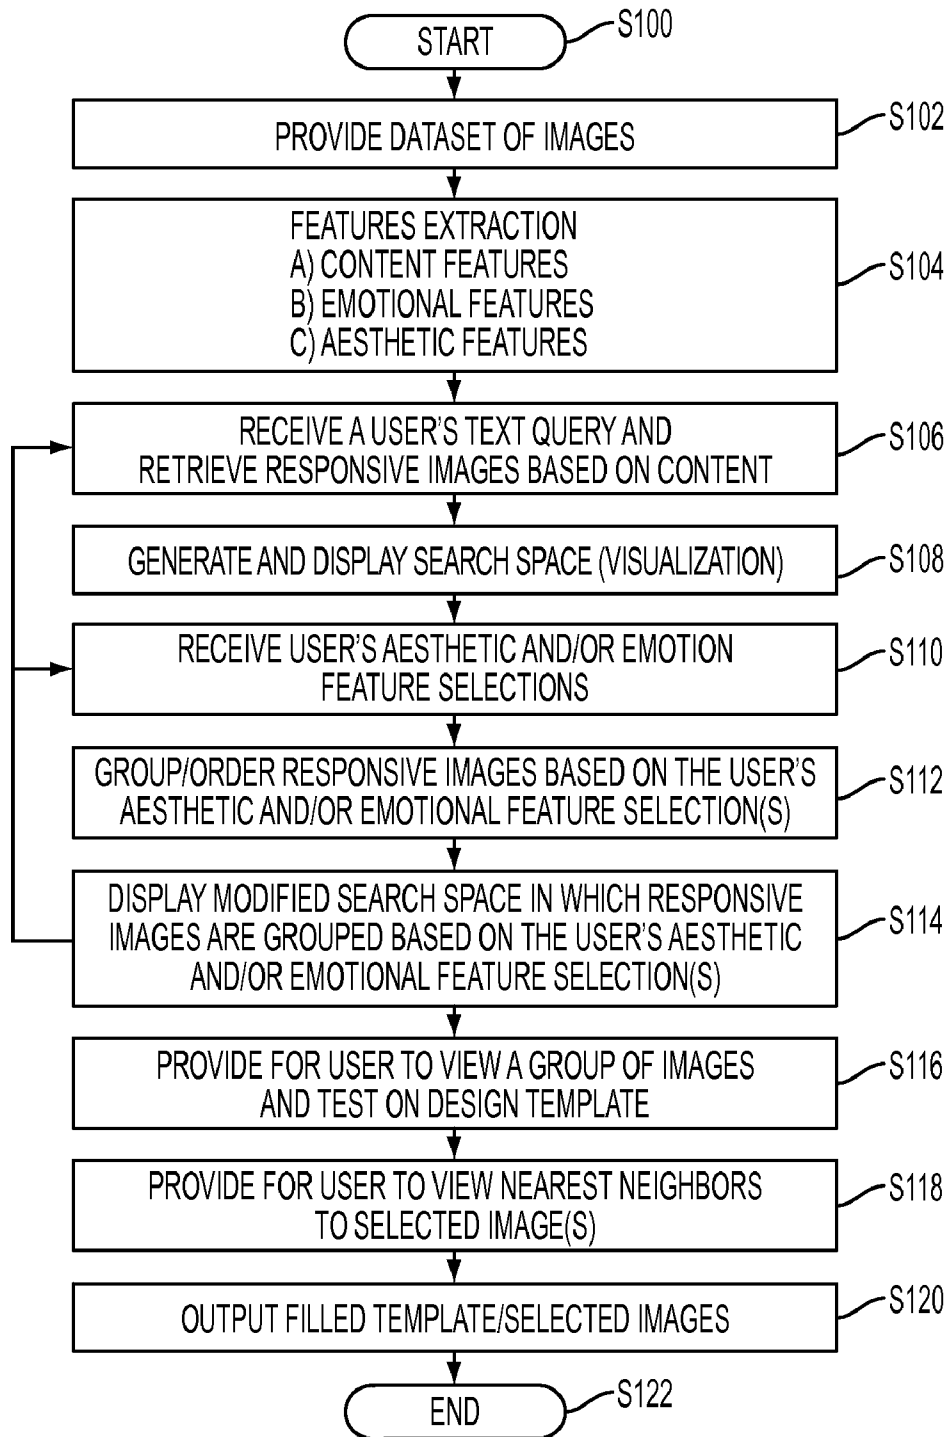 START
S100
PROVIDE DATASET OF IMAGES
S102
FEATURES EXTRACTION
A) CONTENT FEATURES
B) EMOTIONAL FEATURES
C) AESTHETIC FEATURES
S104
RECEIVE A USER'S TEXT QUERY AND
RETRIEVE RESPONSIVE IMAGES BASED ON CONTENT
S106
GENERATE AND DISPLAY SEARCH SPACE (VISUALIZATION)
S108
RECEIVE USER'S AESTHETIC AND/OR EMOTION
FEATURE SELECTIONS
S110
GROUP/ORDER RESPONSIVE IMAGES BASED ON THE USER'S
AESTHETIC AND/OR EMOTIONAL FEATURE SELECTION(S)
S112
DISPLAY MODIFIED SEARCH SPACE IN WHICH RESPONSIVE
IMAGES ARE GROUPED BASED ON THE USER'S AESTHETIC
AND/OR EMOTIONAL FEATURE SELECTION(S)
S114
PROVIDE FOR USER TO VIEW A GROUP OF IMAGES
AND TEST ON DESIGN TEMPLATE
S116
PROVIDE FOR USER TO VIEW NEAREST NEIGHBORS
TO SELECTED IMAGE(S)
S118
OUTPUT FILLED TEMPLATE/SELECTED IMAGES
S120
END
S122